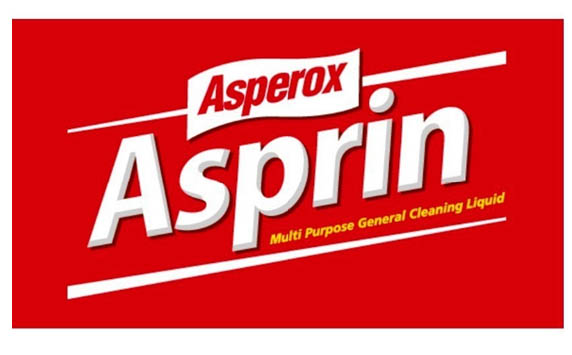 Asperox
Asprin
Multi Purpose General Cleaning Liquid